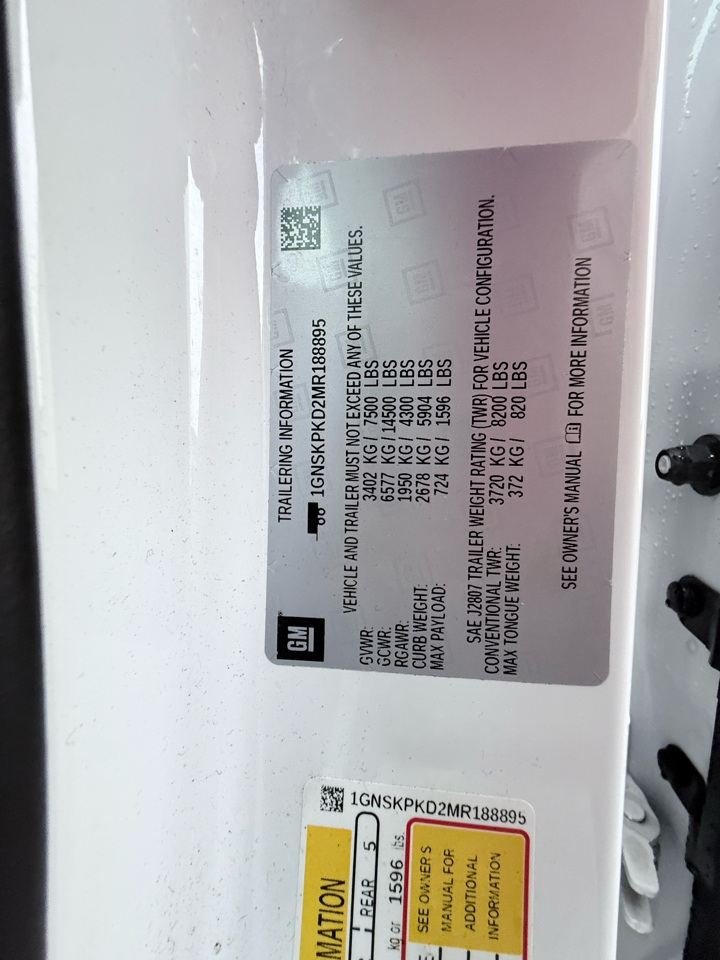 GM
TRAILERING INFORMATION
1GNSKPKD2MR188895
VEHICLE AND TRAILER MUST NOT EXCEED ANY OF THESE VALUES.
GVWR: 3402 KG / 7500 LBS
GCWR: 6577 KG / 14500 LBS
RGAWR: 1950 KG / 4300 LBS
CURB WEIGHT: 2678 KG / 5904 LBS
MAX PAYLOAD: 724 KG / 1596 LBS
SAE J2807 TRAILER WEIGHT RATING (TWR) FOR VEHICLE CONFIGURATION.
CONVENTIONAL TWR: 3720 KG / 8200 LBS
MAX TONGUE WEIGHT: 372 KG / 820 LBS
SEE OWNER'S MANUAL FOR MORE INFORMATION
MATION
REAR 5
kg or 1596 lbs.
1GNSKPKD2MR188895
SEE OWNER'S
MANUAL FOR
ADDITIONAL
INFORMATION